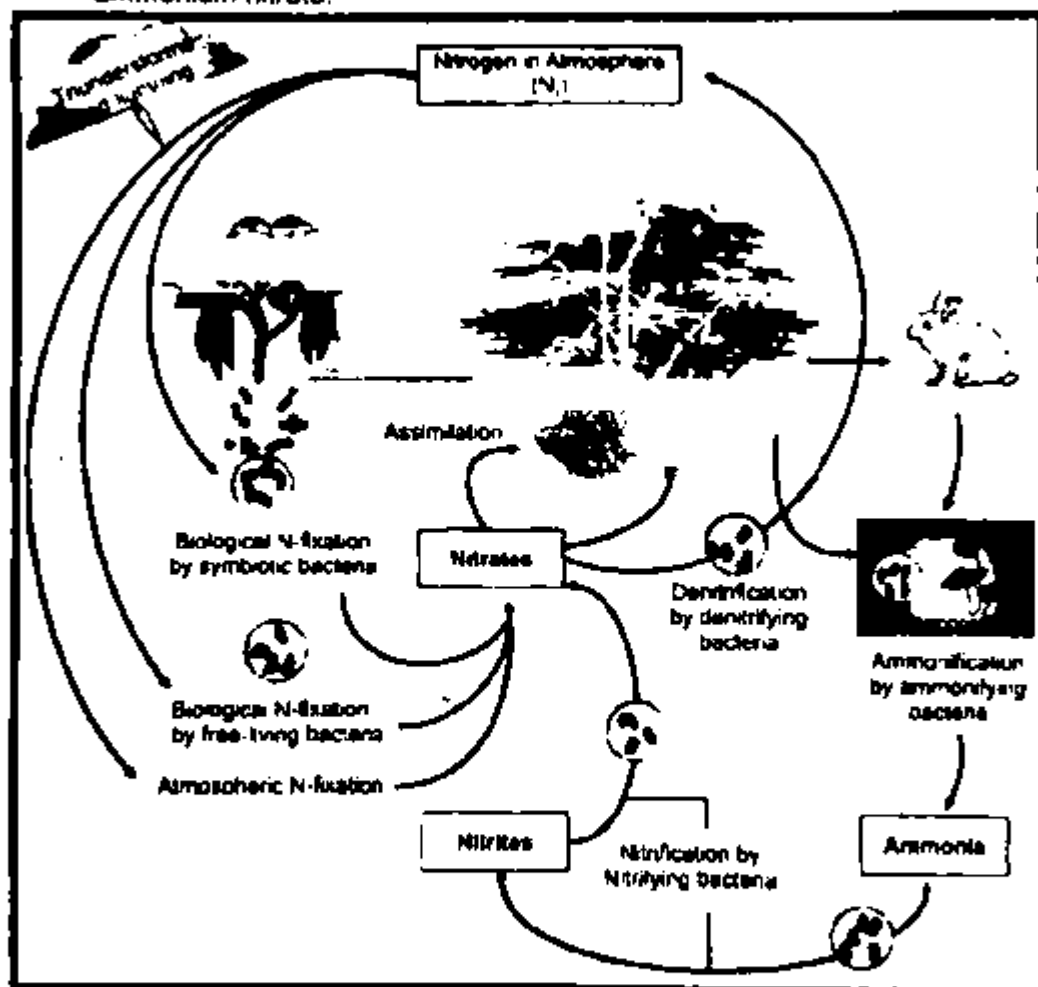 Nitrogen in Atmosphere
(N₂)
Assimilation
Biological N-fixation
by symbiotic bacteria
Nitrates
Denitrification
by denitrifying
bacteria
Ammonification
by ammonifying
bacteria
Biological N-fixation
by free-living bacteria
Atmospheric N-fixation
Nitrites
Nitrification by
Nitrifying bacteria
Ammonia